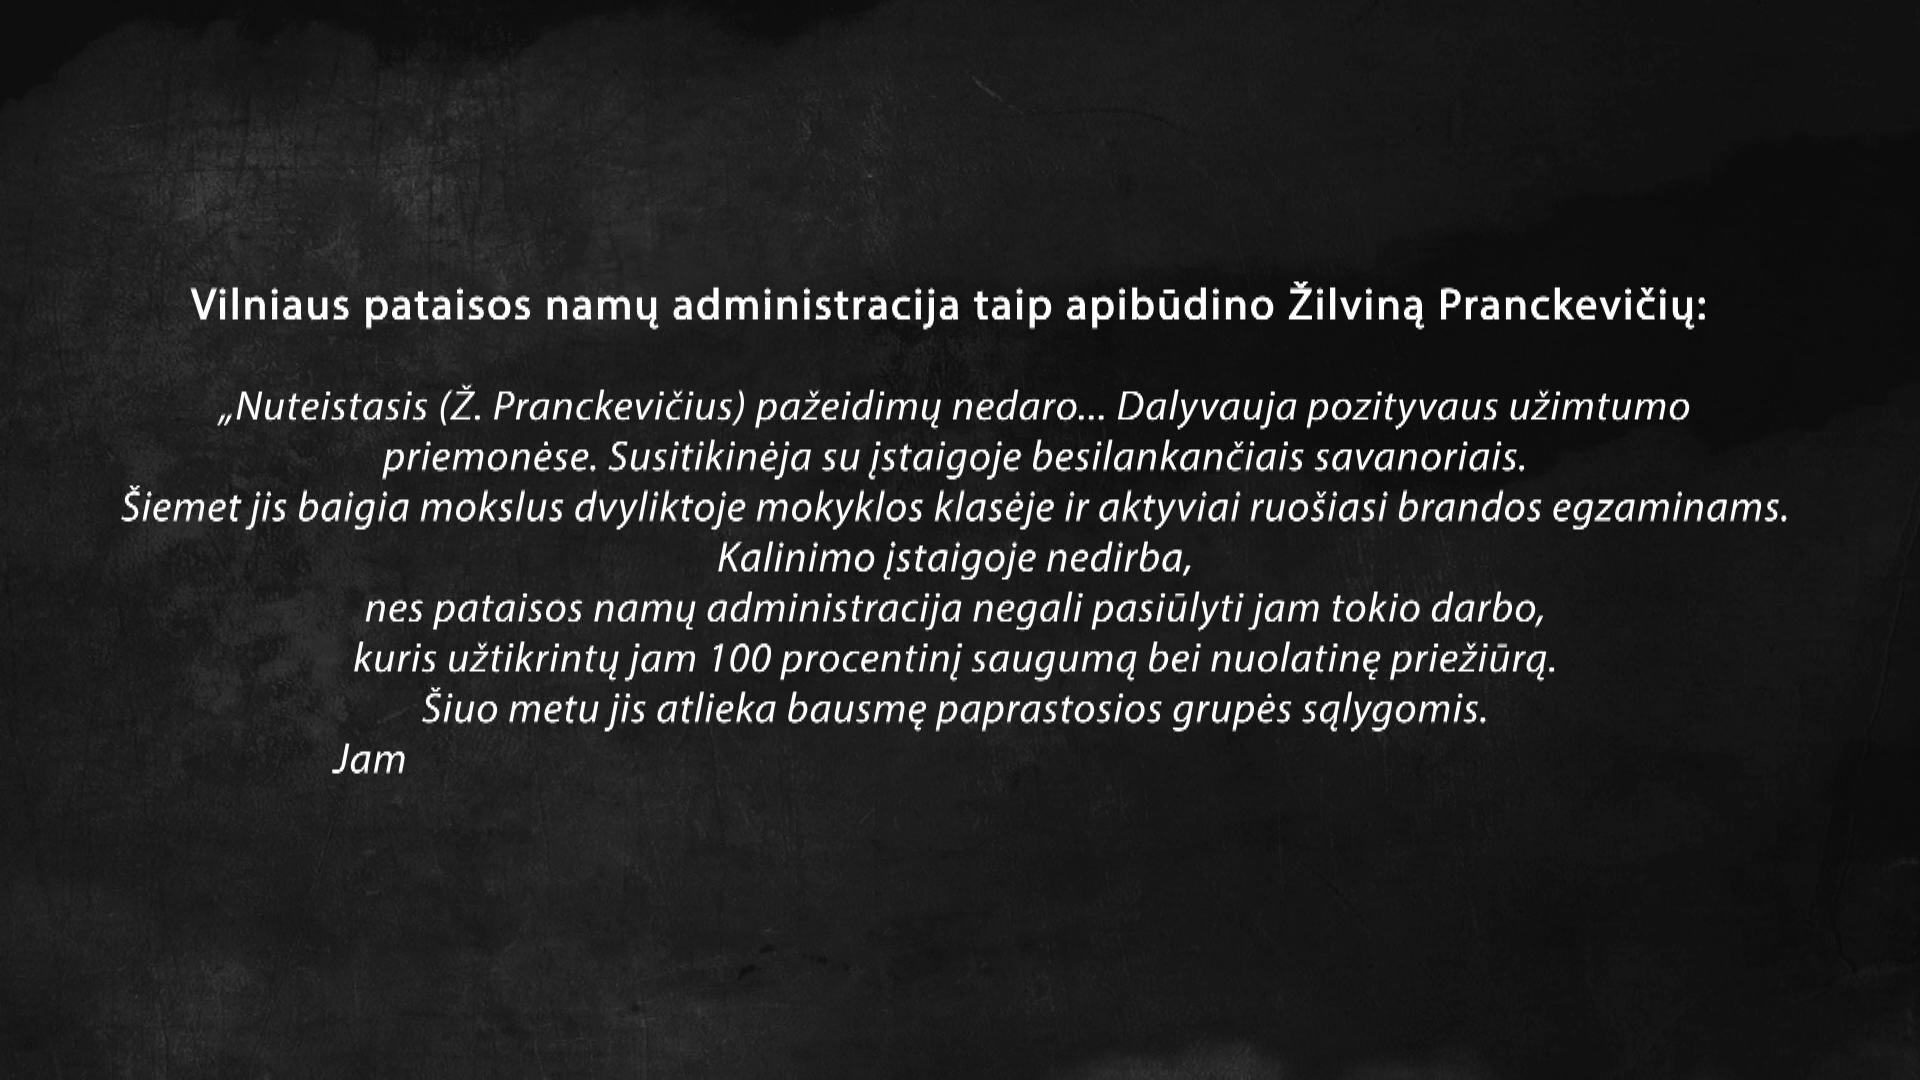 Vilniaus pataisos namų administracija taip apibūdino Žilviną Pranckevičių:
„Nuteistasis (Ž. Pranckevičius) pažeidimų nedaro... Dalyvauja pozityvaus užimtumo
priemonėse. Susitikinėja su įstaigoje besilankančiais savanoriais.
Šiemet jis baigia mokslus dvyliktoje mokyklos klasėje ir aktyviai ruošiasi brandos egzaminams.
Kalinimo įstaigoje nedirba,
nes pataisos namų administracija negali pasiūlyti jam tokio darbo,
kuris užtikrintų jam 100 procentinį saugumą bei nuolatinę priežiūrą.
Šiuo metu jis atlieka bausmę paprastosios grupės sąlygomis.
Jam